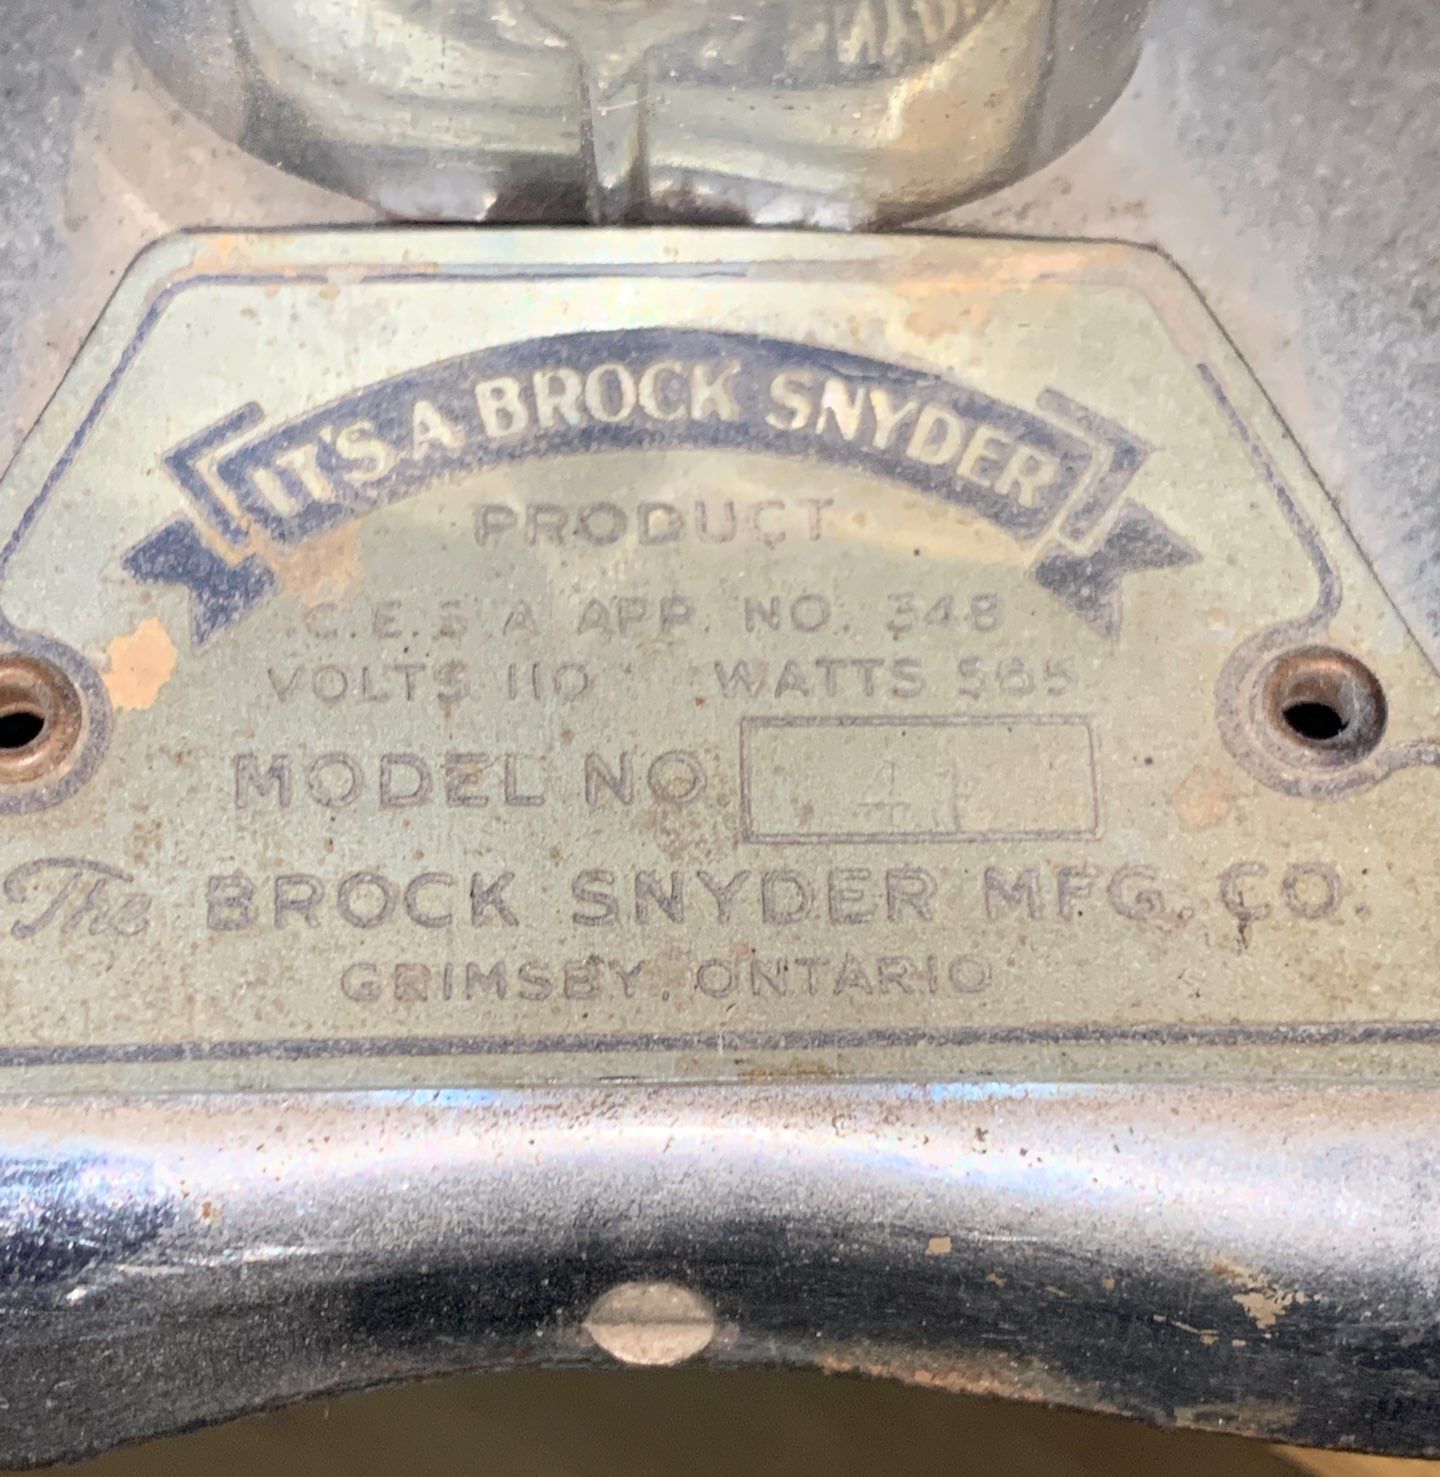 IT'S A BROCK SNYDER
PRODUCT
C.E.S.A APP. NO. 348
VOLTS 110 WATTS 565
MODEL NO. 41
The BROCK SNYDER MFG. CO.
GRIMSBY, ONTARIO